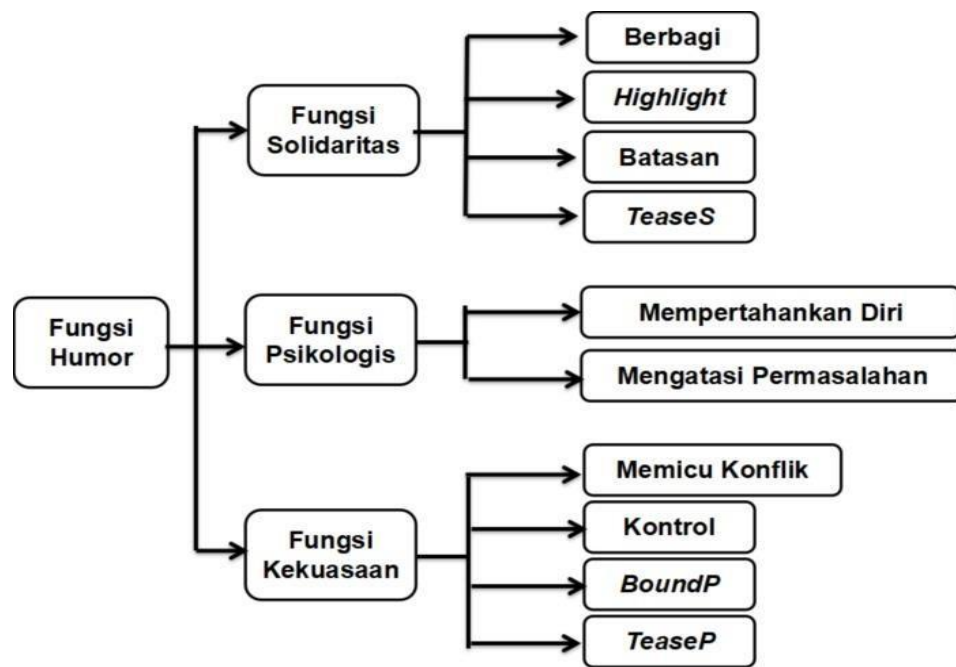 Fungsi
Humor
Fungsi
Solidaritas
Berbagi
Highlight
Batasan
TeaseS
Fungsi
Psikologis
Mempertahankan Diri
Mengatasi Permasalahan
Fungsi
Kekuasaan
Memicu Konflik
Kontrol
BoundP
TeaseP